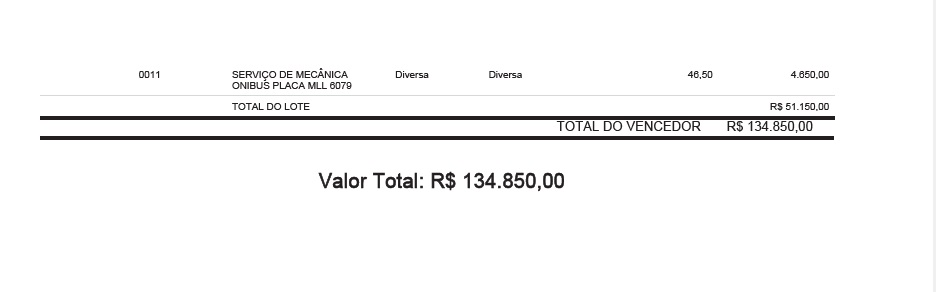 0011 SERVIÇO DE MECÂNICA Diversa Diversa 46,50 4.650,00
ONIBUS PLACA MLL 6079
TOTAL DO LOTE R$ 51.150,00
TOTAL DO VENCEDOR R$ 134.850,00
Valor Total: R$ 134.850,00